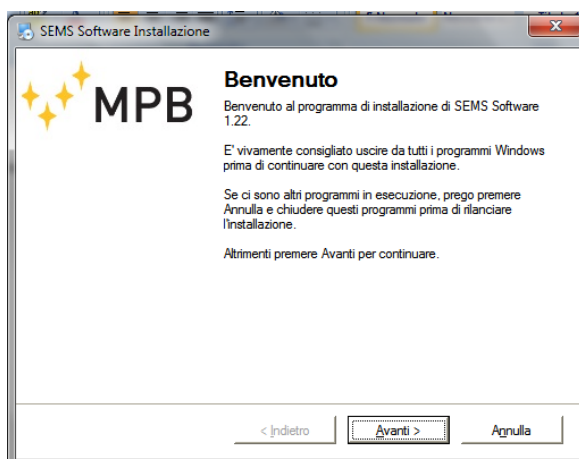 SEMS Software Installazione
MPB
Benvenuto
Benvenuto al programma di installazione di SEMS Software
1.22.
E' vivamente consigliato uscire da tutti i programmi Windows
prima di continuare con questa installazione.
Se ci sono altri programmi in esecuzione, prego premere
Annulla e chiudere questi programmi prima di rilanciare
l'installazione.
Altrimenti premere Avanti per continuare.
< Indietro
Avanti >
Annulla